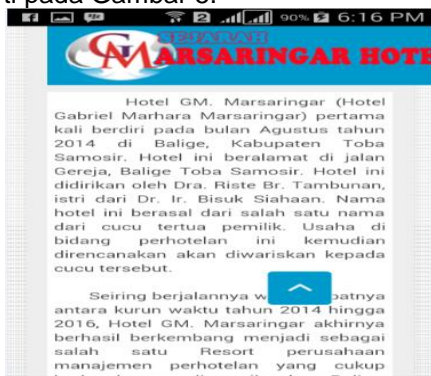 ti pada Gambar 8.
90% 6:16 PM
SEJARAH
GM MARSARINGAR HOTE
Hotel GM. Marsaringar (Hotel
Gabriel Marhara Marsaringar) pertama
kali berdiri pada bulan Agustus tahun
2014 di Balige, Kabupaten Toba
Samosir. Hotel ini beralamat di jalan
Gereja, Balige Toba Samosir. Hotel ini
didirikan oleh Dra. Riste Br. Tambunan,
istri dari Dr. Ir. Bisuk Siahaan. Nama
hotel ini berasal dari salah satu nama
dari cucu tertua pemilik. Usaha di
bidang perhotelan ini kemudian
direncanakan akan diwariskan kepada
cucu tersebut.
Seiring berjalannya w patnya
antara kurun waktu tahun 2014 hingga
2016, Hotel GM. Marsaringar akhirnya
berhasil berkembang menjadi sebagai
salah satu Resort perusahaan
manajemen perhotelan yang cukup